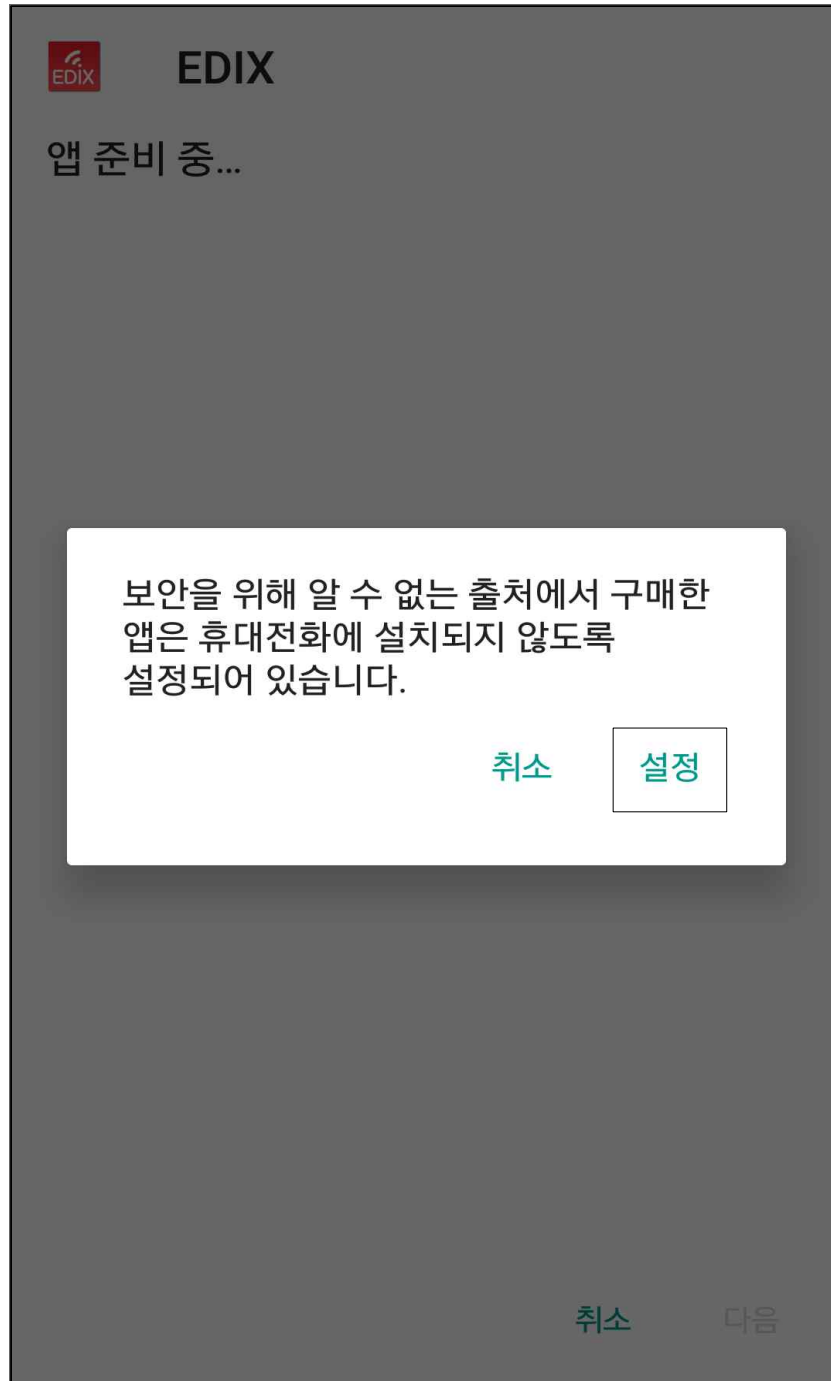 EDIX
EDIX
앱 준비 중...
보안을 위해 알 수 없는 출처에서 구매한
앱은 휴대전화에 설치되지 않도록
설정되어 있습니다.
취소 설정
취소 다음